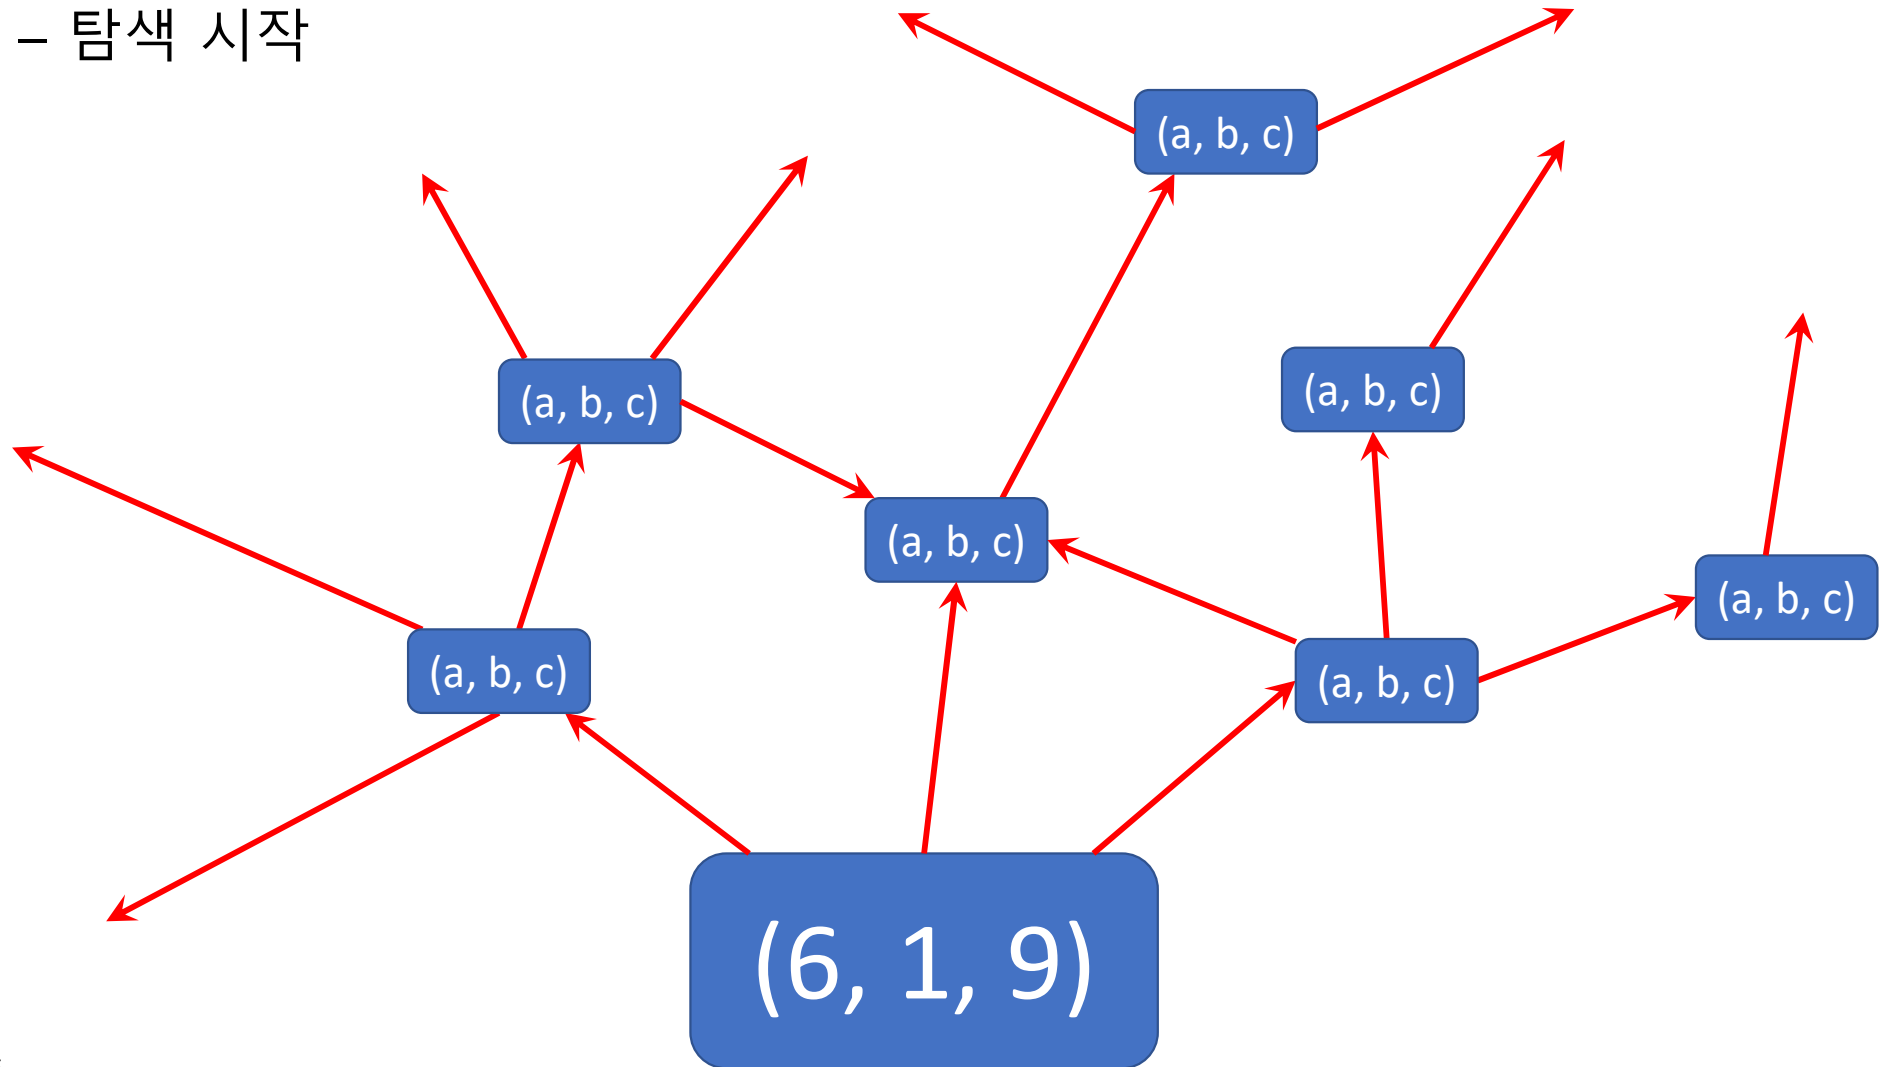 – 탐색 시작
(a, b, c)
(a, b, c)
(a, b, c)
(a, b, c)
(a, b, c)
(a, b, c)
(a, b, c)
(6, 1, 9)